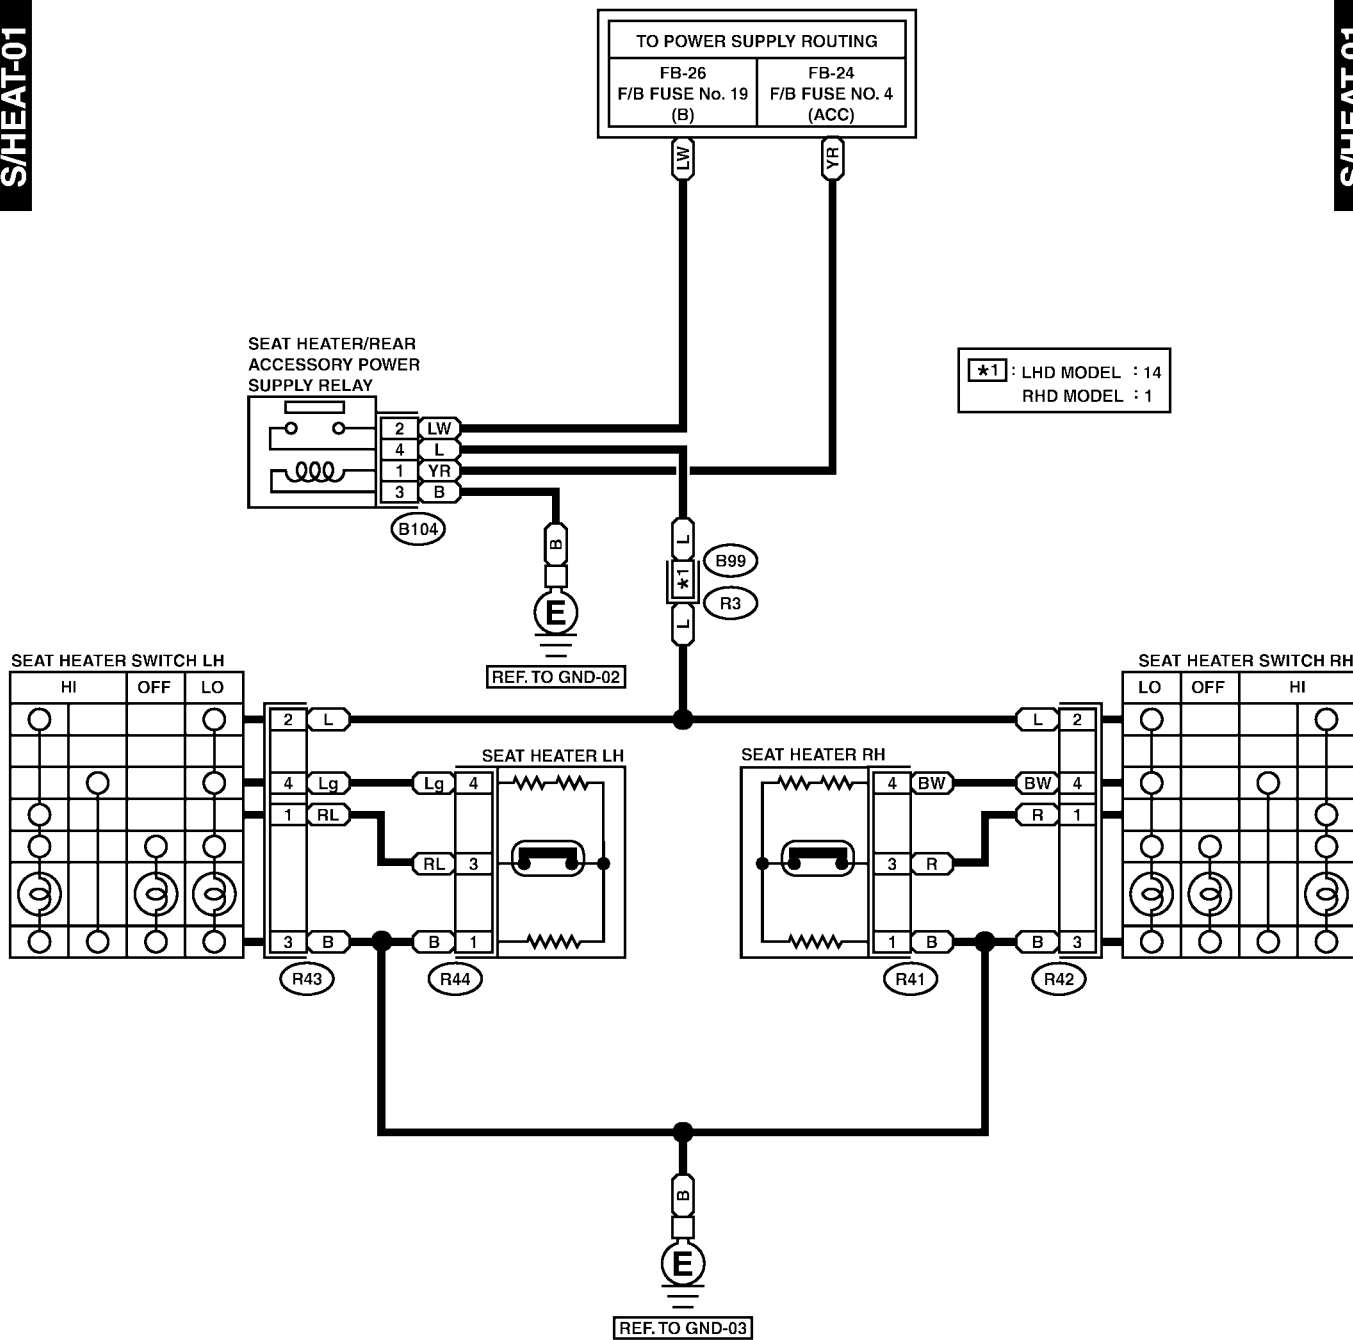 S/HEAT-01
S/HEAT-01
TO POWER SUPPLY ROUTING
FB-26
F/B FUSE No. 19
(B)
FB-24
F/B FUSE NO. 4
(ACC)
LW
YR
SEAT HEATER/REAR
ACCESSORY POWER
SUPPLY RELAY
*1 : LHD MODEL : 14
RHD MODEL : 1
2 LW
4 L
1 YR
3 B
B104
B
E
REF. TO GND-02
L
*1
B99
R3
L
SEAT HEATER SWITCH LH
HI OFF LO
2 L
4 Lg
1 RL
3 B
R43
SEAT HEATER LH
Lg 4
RL 3
B 1
R44
SEAT HEATER RH
4 BW
3 R
1 B
R41
SEAT HEATER SWITCH RH
LO OFF HI
L 2
BW 4
R 1
B 3
R42
B
E
REF. TO GND-03